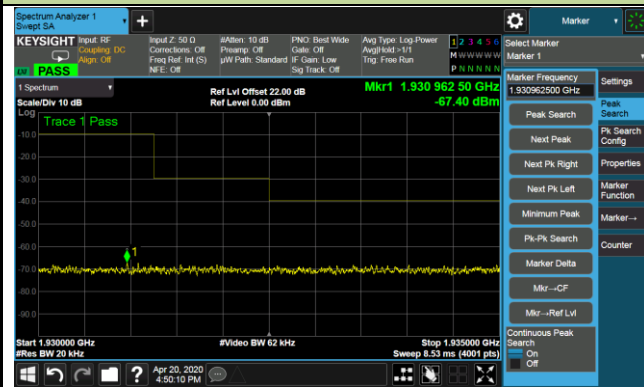 Spectrum Analyzer 1
Swept SA
Marker
KEYSIGHT
Input: RF
Coupling: DC
Align: Off
Input Z: 50 Ω
Corrections: Off
Freq Ref: Int (S)
NFE: Off
#Atten: 10 dB
Preamp: Off
µW Path: Standard
PNO: Best Wide
Gate: Off
IF Gain: Low
Sig Track: Off
Avg Type: Log-Power
Avg|Hold:>1/1
Trig: Free Run
1 2 3 4 5 6
M W W W W W
P N N N N N
LXI PASS
Select Marker
Marker 1
1 Spectrum
Scale/Div 10 dB
Ref Lvl Offset 22.00 dB
Ref Level 0.00 dBm
Mkr1 1.930 962 50 GHz
-67.40 dBm
Log
Trace 1 Pass
-10.0
-20.0
-30.0
-40.0
-50.0
-60.0
-70.0
-80.0
-90.0
1
Start 1.930000 GHz
#Res BW 20 kHz
#Video BW 62 kHz
Stop 1.935000 GHz
Sweep 8.53 ms (4001 pts)
Marker Frequency
1.930962500 GHz
Peak Search
Next Peak
Next Pk Right
Next Pk Left
Minimum Peak
Pk-Pk Search
Marker Delta
Mkr→CF
Mkr→Ref Lvl
Continuous Peak
Search
On
Off
Settings
Peak
Search
Pk Search
Config
Properties
Marker
Function
Marker→
Counter
Apr 20, 2020
4:50:10 PM